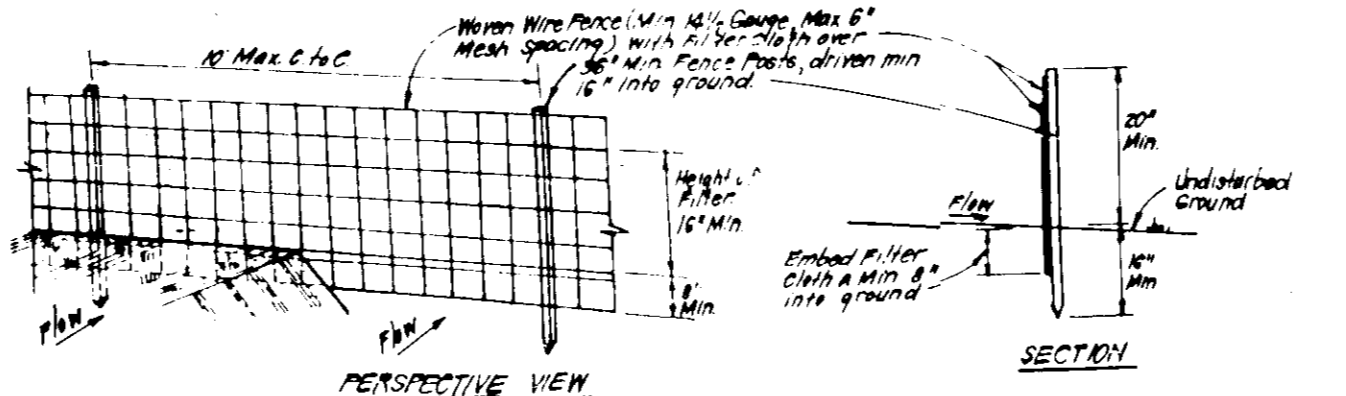 Woven Wire Fence (Min 14½ Gauge, Max 6"
Mesh Spacing) with Filter Cloth over
10' Max. C. to C.
36" Min. Fence Posts, driven min
16" into ground.
Height of
Filter
16" Min.
8"
Min.
Flow
Flow
PERSPECTIVE VIEW
20"
Min.
Undisturbed
Ground
Flow
Embed Filter
Cloth a Min 8"
into ground
16"
Min
SECTION